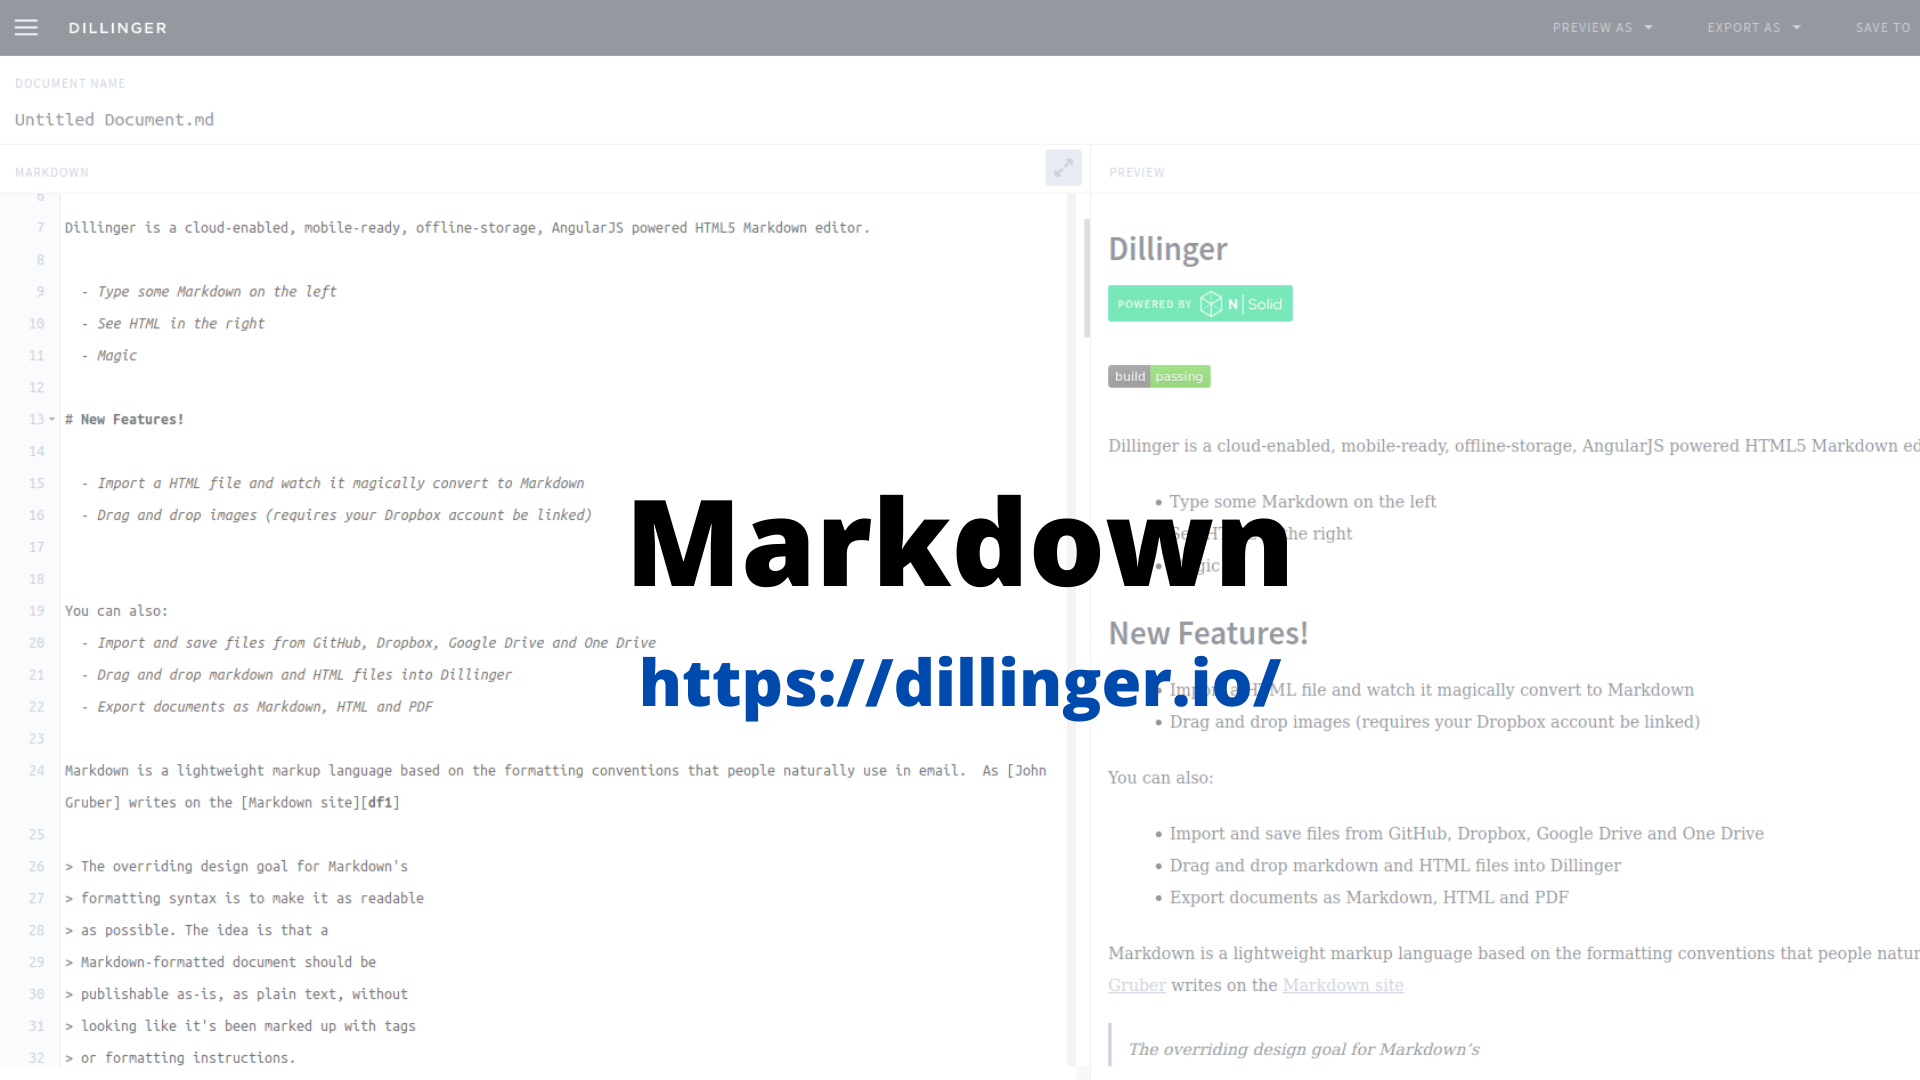 DILLINGER
PREVIEW AS
EXPORT AS
SAVE TO
DOCUMENT NAME
Untitled Document.md
MARKDOWN
PREVIEW
6
7 Dillinger is a cloud-enabled, mobile-ready, offline-storage, AngularJS powered HTML5 Markdown editor.
8
9 - Type some Markdown on the left
10 - See HTML in the right
11 - Magic
12
13 # New Features!
14
15 - Import a HTML file and watch it magically convert to Markdown
16 - Drag and drop images (requires your Dropbox account be linked)
17
18
19 You can also:
20 - Import and save files from GitHub, Dropbox, Google Drive and One Drive
21 - Drag and drop markdown and HTML files into Dillinger
22 - Export documents as Markdown, HTML and PDF
23
24 Markdown is a lightweight markup language based on the formatting conventions that people naturally use in email.  As [John
Gruber] writes on the [Markdown site][df1]
25
26 > The overriding design goal for Markdown's
27 > formatting syntax is to make it as readable
28 > as possible. The idea is that a
29 > Markdown-formatted document should be
30 > publishable as-is, as plain text, without
31 > looking like it's been marked up with tags
32 > or formatting instructions.
Markdown
https://dillinger.io/
Dillinger
POWERED BY N|Solid
build passing
Dillinger is a cloud-enabled, mobile-ready, offline-storage, AngularJS powered HTML5 Markdown ed
• Type some Markdown on the left
the right
New Features!
• Import a HTML file and watch it magically convert to Markdown
• Drag and drop images (requires your Dropbox account be linked)
You can also:
• Import and save files from GitHub, Dropbox, Google Drive and One Drive
• Drag and drop markdown and HTML files into Dillinger
• Export documents as Markdown, HTML and PDF
Markdown is a lightweight markup language based on the formatting conventions that people natur
Gruber writes on the Markdown site
The overriding design goal for Markdown’s